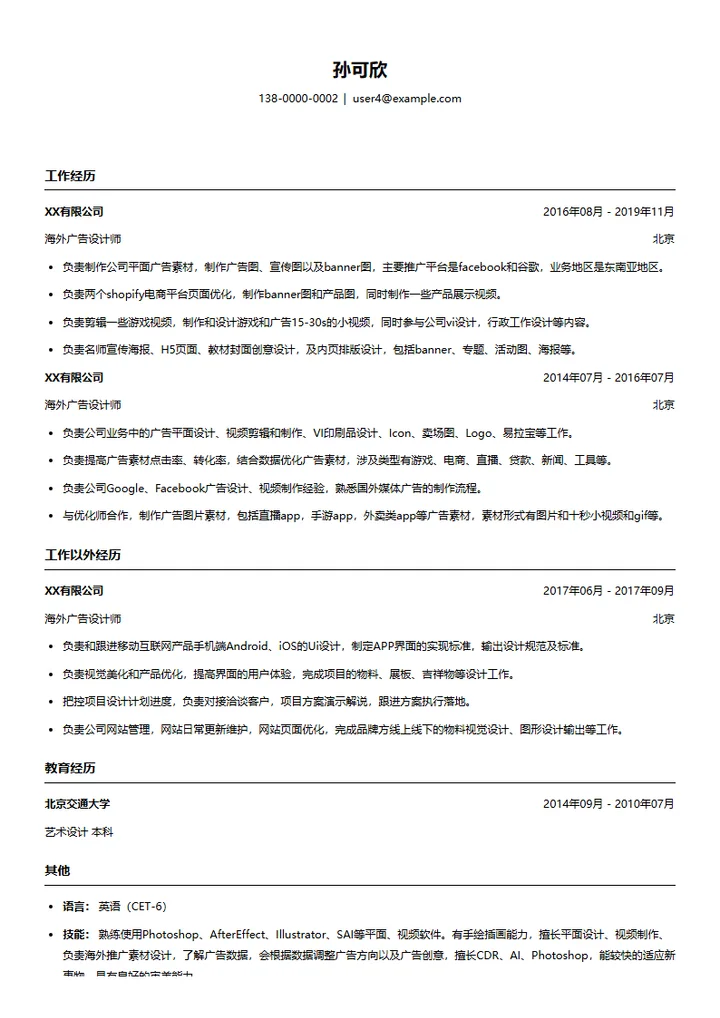 孙可欣
138-0000-0002 | user4@example.com
工作经历
XX有限公司 2016年08月 - 2019年11月
海外广告设计师 北京
• 负责制作公司平面广告素材，制作广告图、宣传图以及banner图，主要推广平台是facebook和谷歌，业务地区是东南亚地区。
• 负责两个shopify电商平台页面优化，制作banner图和产品图，同时制作一些产品展示视频。
• 负责剪辑一些游戏视频，制作和设计游戏和广告15-30s的小视频，同时参与公司vi设计，行政工作设计等内容。
• 负责名师宣传海报、H5页面、教材封面创意设计，及内页排版设计，包括banner、专题、活动图、海报等。
XX有限公司 2014年07月 - 2016年07月
海外广告设计师 北京
• 负责公司业务中的广告平面设计、视频剪辑和制作、VI印刷品设计、Icon、卖场图、Logo、易拉宝等工作。
• 负责提高广告素材点击率、转化率，结合数据优化广告素材，涉及类型有游戏、电商、直播、贷款、新闻、工具等。
• 负责公司Google、Facebook广告设计、视频制作经验，熟悉国外媒体广告的制作流程。
• 与优化师合作，制作广告图片素材，包括直播app，手游app，外卖类app等广告素材，素材形式有图片和十秒小视频和gif等。
工作以外经历
XX有限公司 2017年06月 - 2017年09月
海外广告设计师 北京
• 负责和跟进移动互联网产品手机端Android、iOS的Ui设计，制定APP界面的实现标准，输出设计规范及标准。
• 负责视觉美化和产品优化，提高界面的用户体验，完成项目的物料、展板、吉祥物等设计工作。
• 把控项目设计计划进度，负责对接洽谈客户，项目方案演示解说，跟进方案执行落地。
• 负责公司网站管理，网站日常更新维护，网站页面优化，完成品牌方线上线下的物料视觉设计、图形设计输出等工作。
教育经历
北京交通大学 2014年09月 - 2010年07月
艺术设计 本科
其他
• 语言： 英语（CET-6）
• 技能： 熟练使用Photoshop、AfterEffect、Illustrator、SAI等平面、视频软件。有手绘插画能力，擅长平面设计、视频制作、
负责海外推广素材设计，了解广告数据，会根据数据调整广告方向以及广告创意，擅长CDR、AI、Photoshop，能较快的适应新
事物，具有良好的审美能力